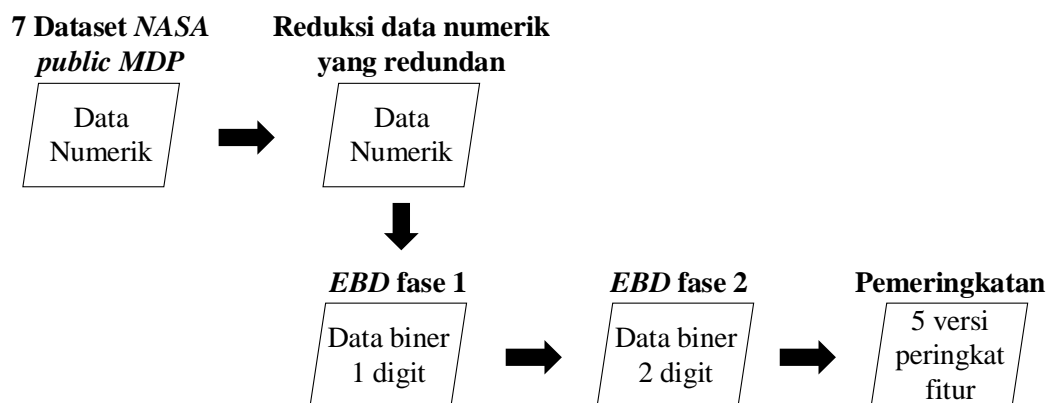 7 Dataset NASA
public MDP
Data
Numerik
Reduksi data numerik
yang redundan
Data
Numerik
EBD fase 1
Data biner
1 digit
EBD fase 2
Data biner
2 digit
Pemeringkatan
5 versi
peringkat
fitur